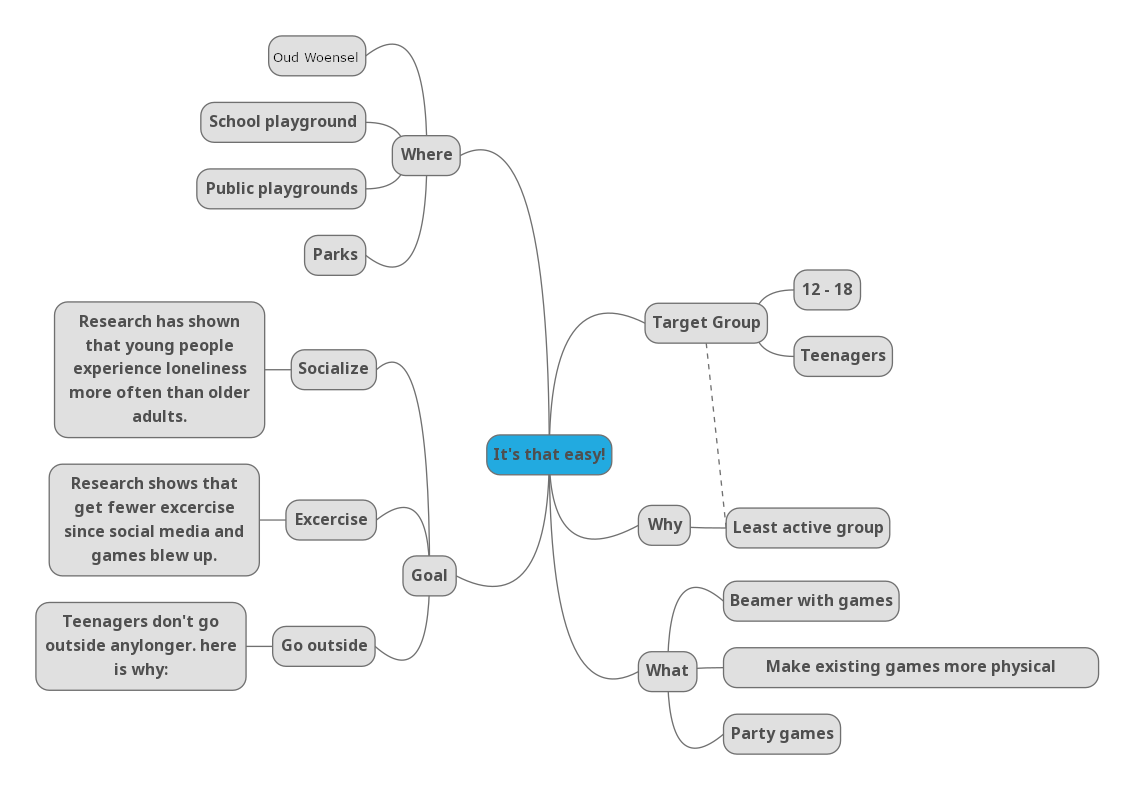 Oud Woensel
School playground
Where
Public playgrounds
Parks
Research has shown
that young people
experience loneliness
more often than older
adults.
Socialize
Research shows that
get fewer excercise
since social media and
games blew up.
Excercise
Goal
Teenagers don't go
outside anylonger. here
is why:
Go outside
It's that easy!
Target Group
12 - 18
Teenagers
Why
Least active group
What
Beamer with games
Make existing games more physical
Party games